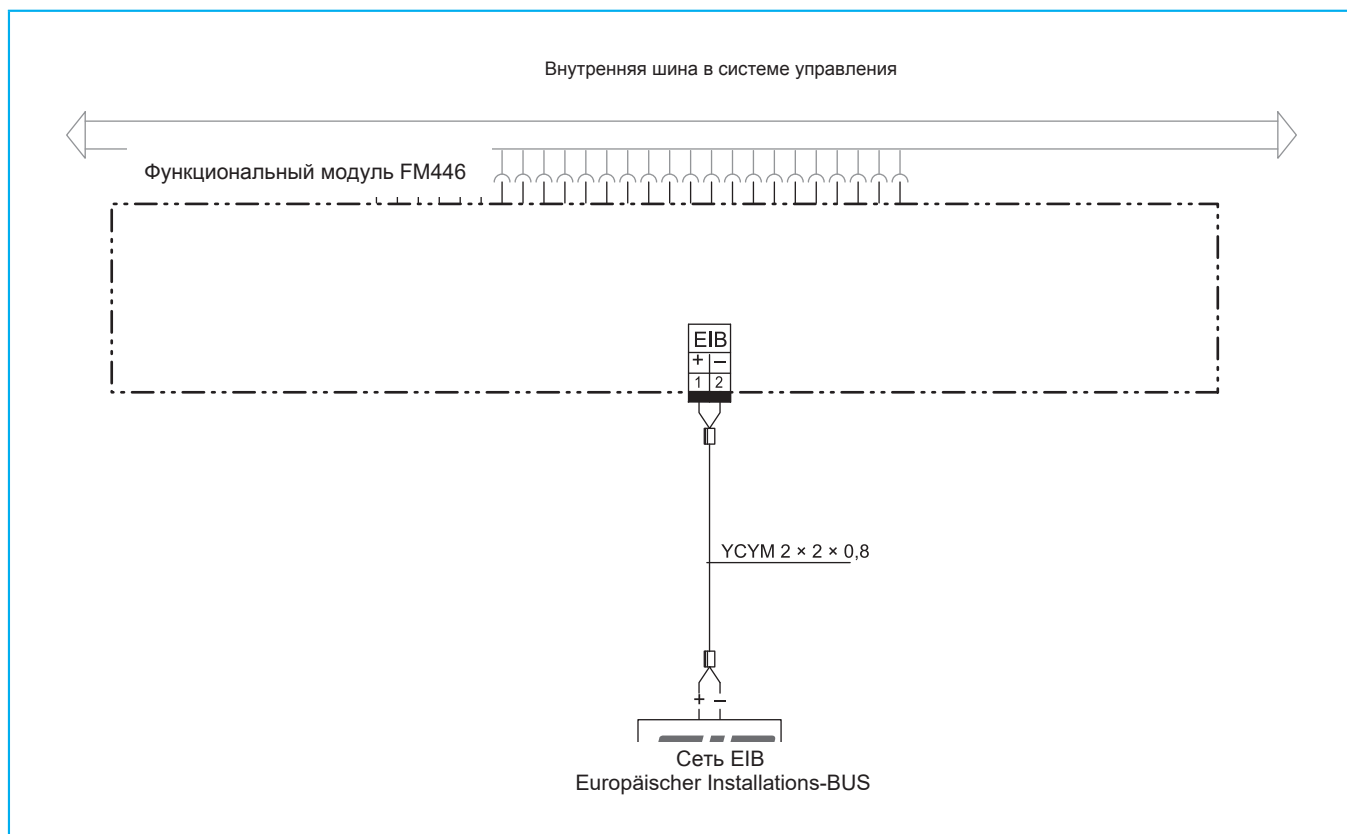 Внутренняя шина в системе управления
Функциональный модуль FM446
EIB
+ −
1 2
YCYM 2 × 2 × 0,8
+ −
Сеть EIB
Europäischer Installations-BUS